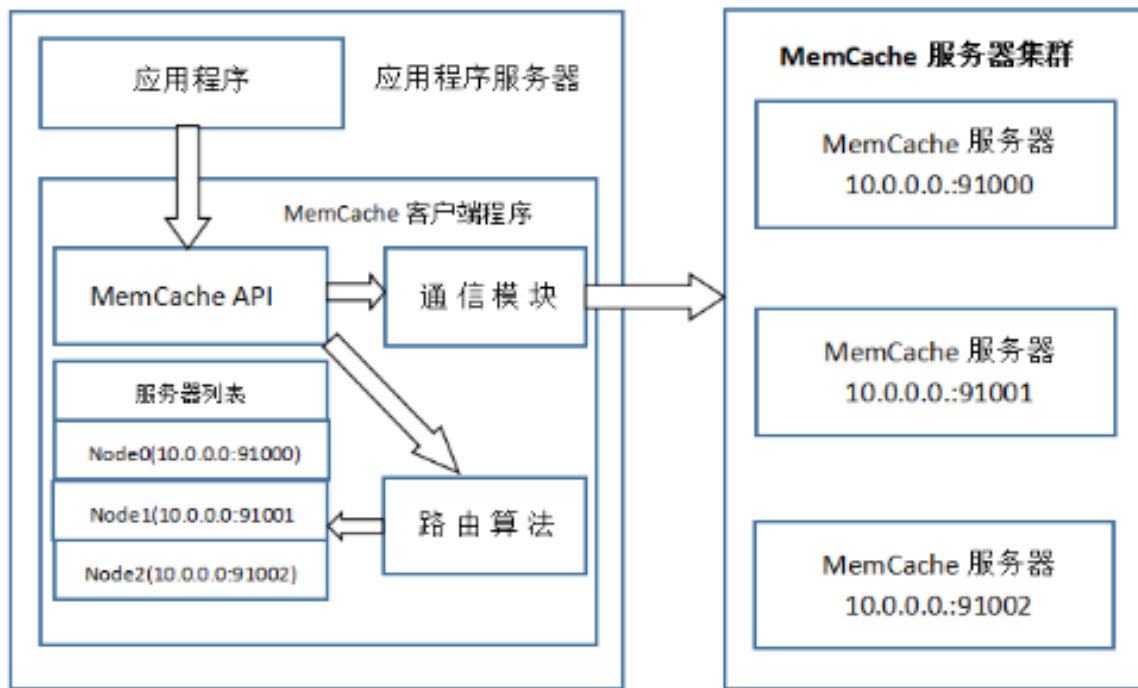 应用程序
应用程序服务器
MemCache 客户端程序
MemCache API
通信模块
服务器列表
Node0(10.0.0.0:91000)
Node1(10.0.0.0:91001
Node2(10.0.0.0:91002)
路由算法
MemCache 服务器集群
MemCache 服务器
10.0.0.0.:91000
MemCache 服务器
10.0.0.0.:91001
MemCache 服务器
10.0.0.0.:91002